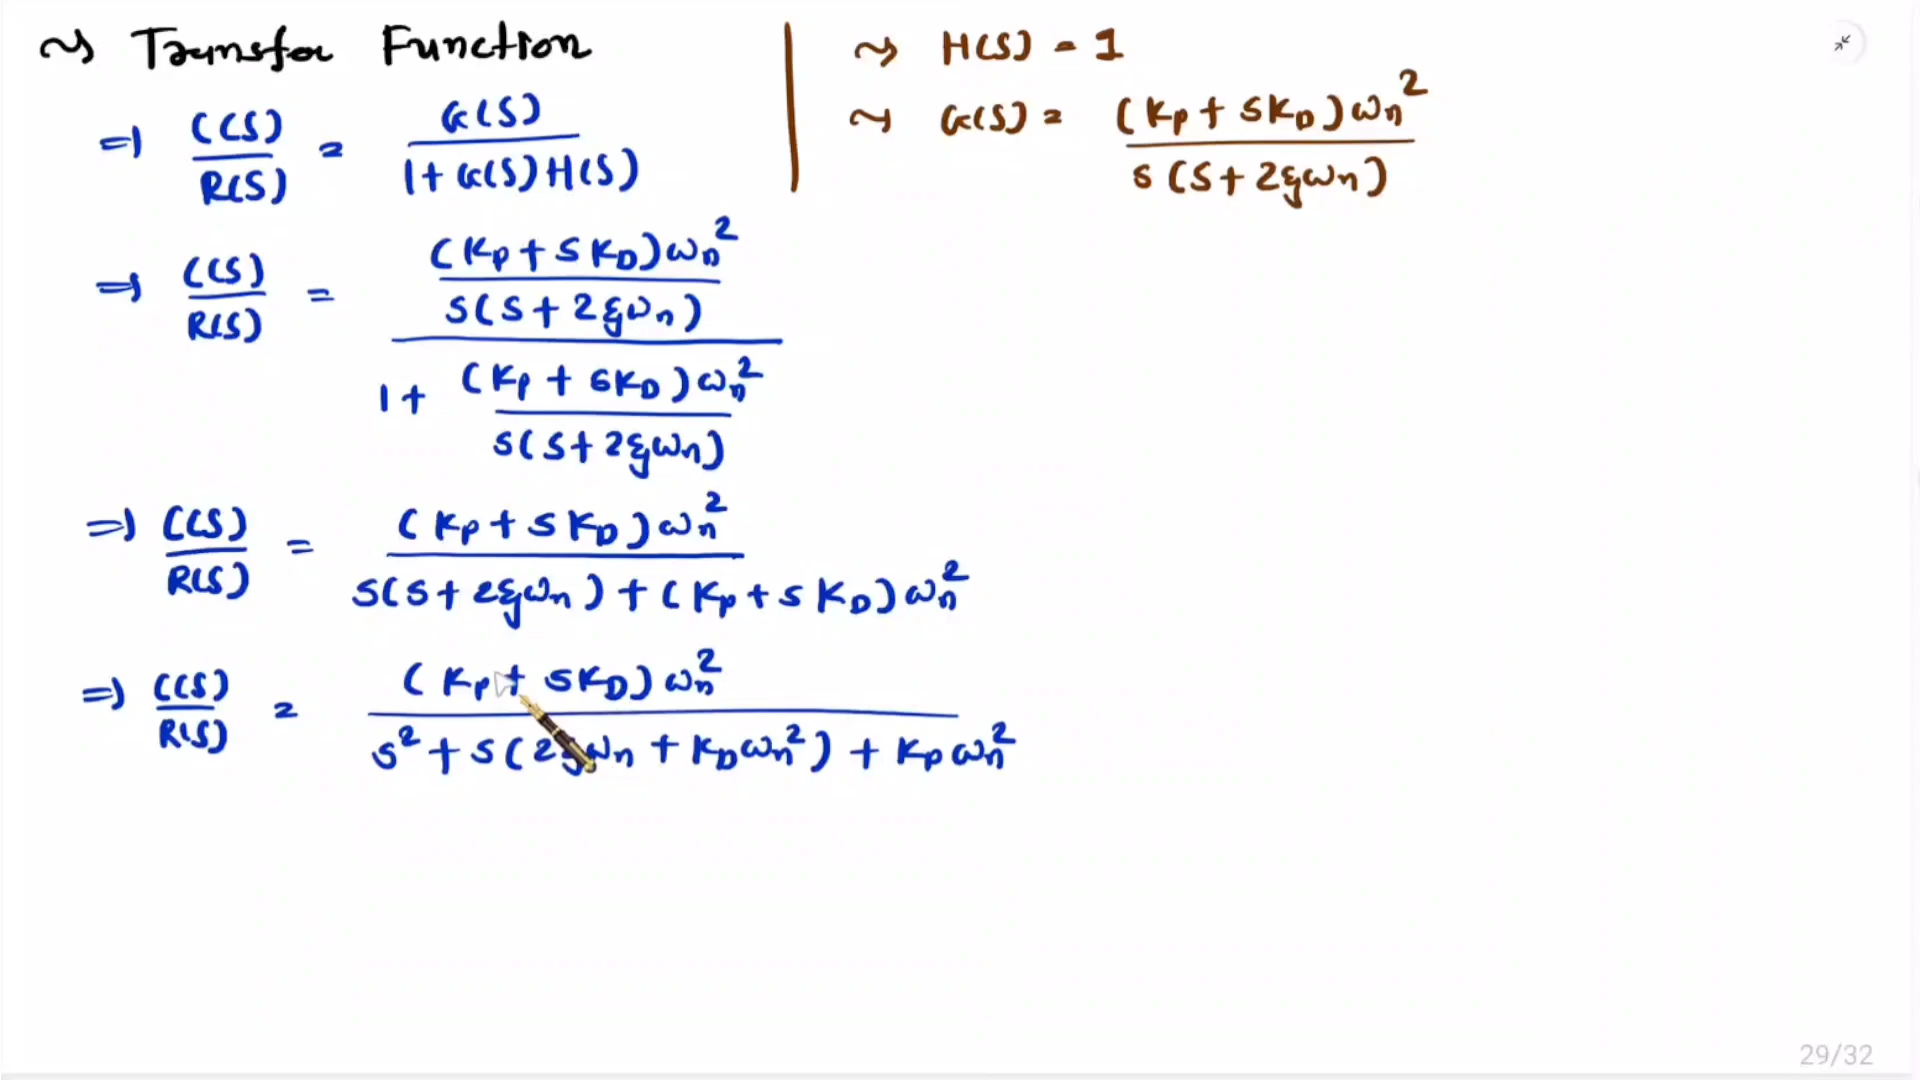 ~> Transfer Function
=> C(S)/R(S) = G(S) / 1 + G(S)H(S)
~> H(S) = 1
~> G(S) = (Kp + SKD)ωn² / S(S + 2ξωn)
=> C(S)/R(S) = (Kp + SKD)ωn² / S(S + 2ξωn) / 1 + (Kp + SKD)ωn² / S(S + 2ξωn)
=> C(S)/R(S) = (Kp + SKD)ωn² / S(S + 2ξωn) + (Kp + SKD)ωn²
=> C(S)/R(S) = (Kp + SKD)ωn² / S² + S(2ξωn + KDωn²) + Kpωn²
29/32